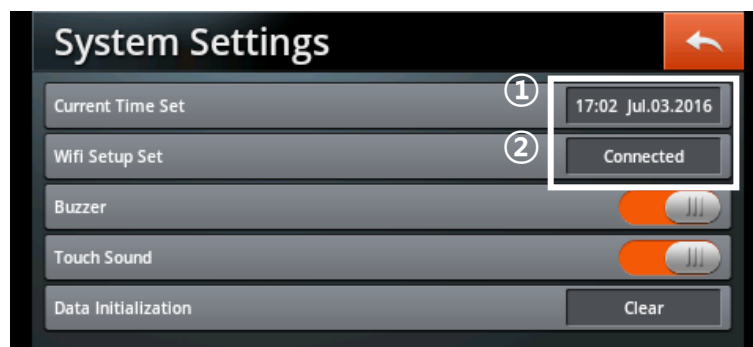 System Settings
Current Time Set ① 17:02 Jul.03.2016
Wifi Setup Set ② Connected
Buzzer
Touch Sound
Data Initialization Clear